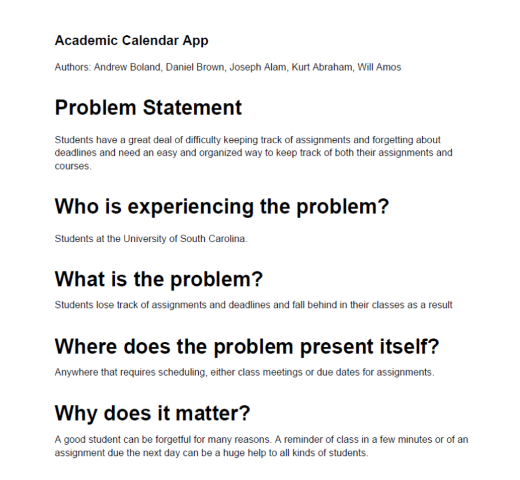 Academic Calendar App
Authors: Andrew Boland, Daniel Brown, Joseph Alam, Kurt Abraham, Will Amos
Problem Statement
Students have a great deal of difficulty keeping track of assignments and forgetting about
deadlines and need an easy and organized way to keep track of both their assignments and
courses.
Who is experiencing the problem?
Students at the University of South Carolina.
What is the problem?
Students lose track of assignments and deadlines and fall behind in their classes as a result
Where does the problem present itself?
Anywhere that requires scheduling, either class meetings or due dates for assignments.
Why does it matter?
A good student can be forgetful for many reasons. A reminder of class in a few minutes or of an
assignment due the next day can be a huge help to all kinds of students.